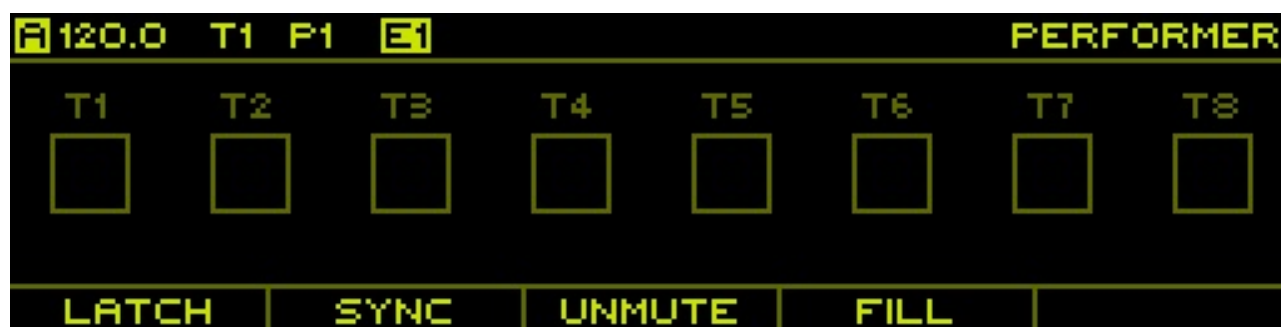 A 120.0 T1 P1 E1 PERFORMER
T1 T2 T3 T4 T5 T6 T7 T8
LATCH SYNC UNMUTE FILL